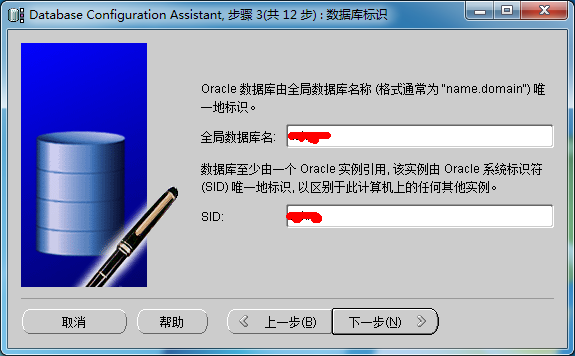 Database Configuration Assistant, 步骤 3(共 12 步) : 数据库标识
Oracle 数据库由全局数据库名称 (格式通常为 "name.domain") 唯
一地标识。
全局数据库名:
数据库至少由一个 Oracle 实例引用, 该实例由 Oracle 系统标识符
(SID) 唯一地标识, 以区别于此计算机上的任何其他实例。
SID:
取消 帮助 上一步(B) 下一步(N)